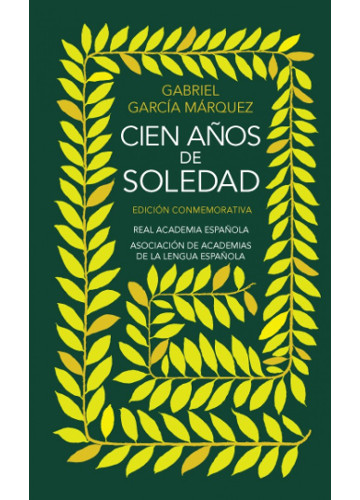 GABRIEL
GARCÍA MÁRQUEZ
CIEN AÑOS
DE
SOLEDAD
EDICIÓN CONMEMORATIVA
REAL ACADEMIA ESPAÑOLA
ASOCIACIÓN DE ACADEMIAS
DE LA LENGUA ESPAÑOLA